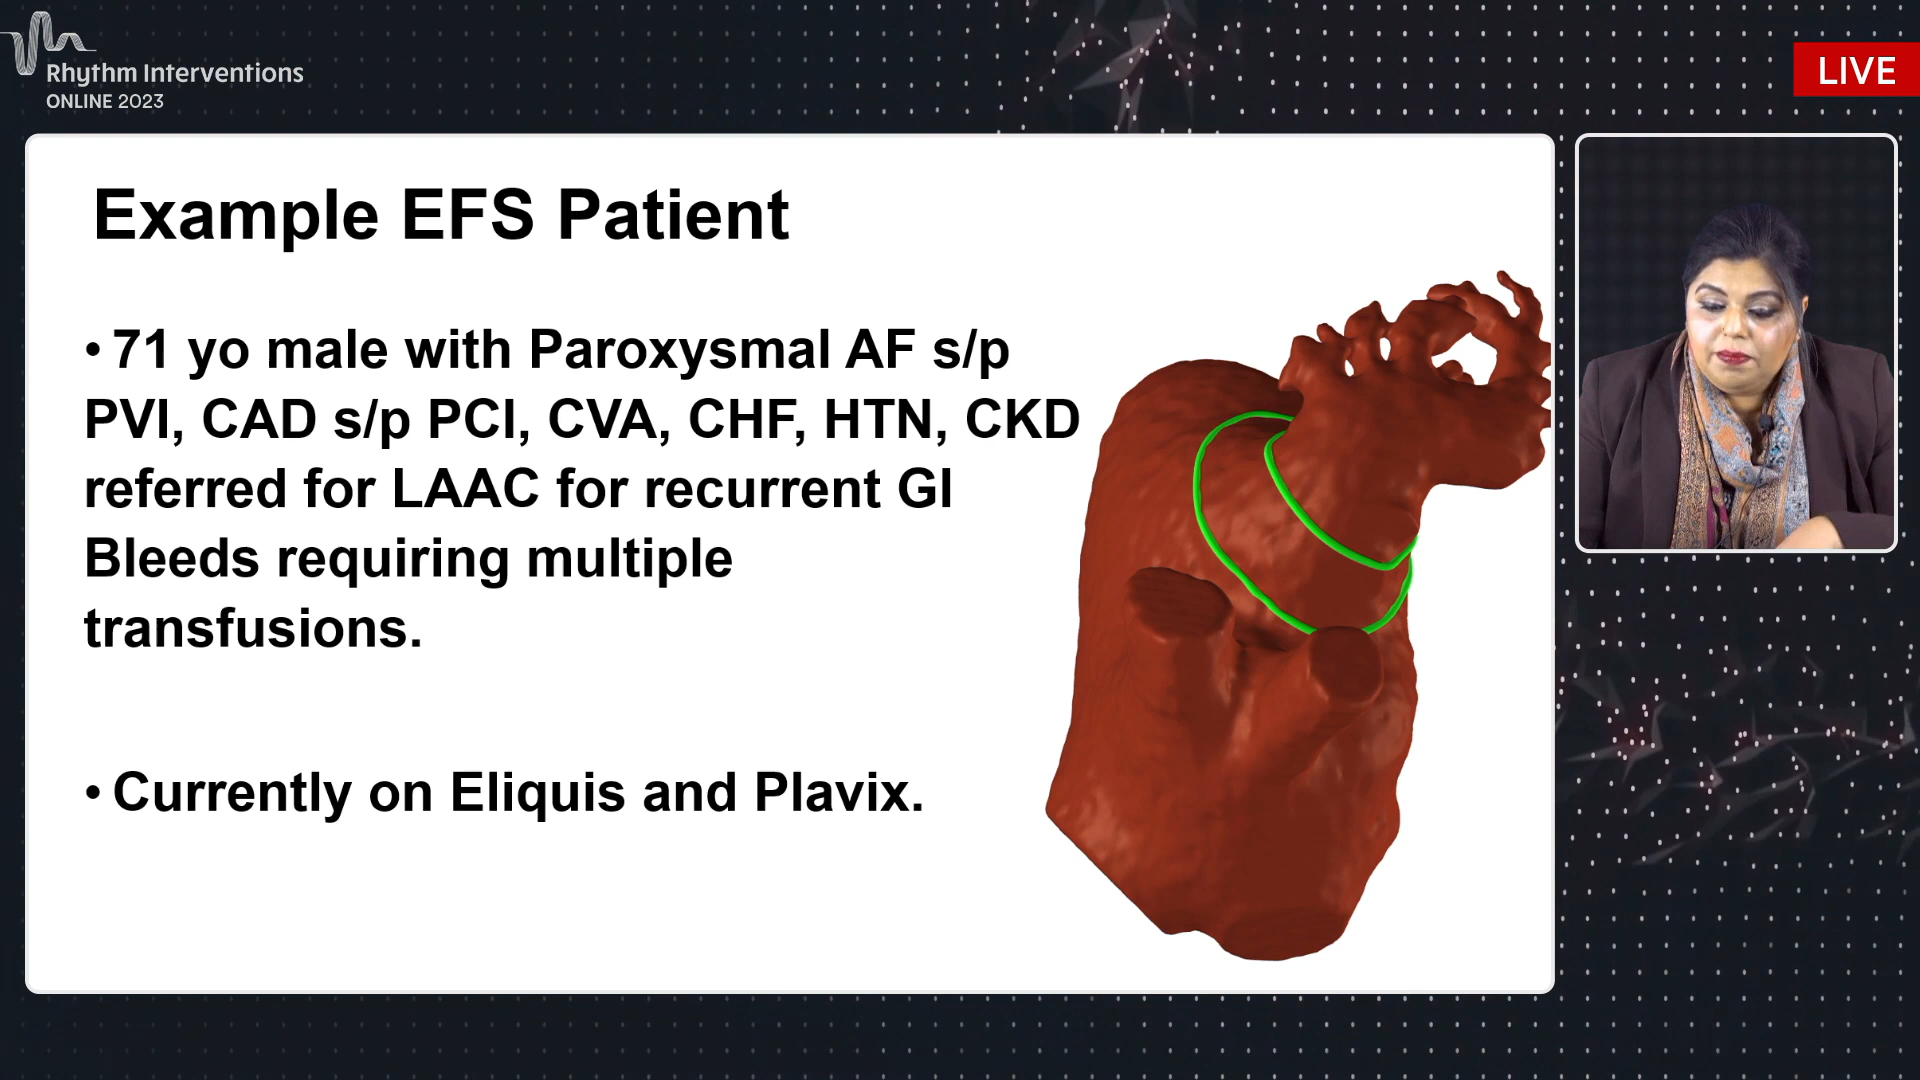 Rhythm Interventions
ONLINE 2023
LIVE
Example EFS Patient
• 71 yo male with Paroxysmal AF s/p
PVI, CAD s/p PCI, CVA, CHF, HTN, CKD
referred for LAAC for recurrent GI
Bleeds requiring multiple
transfusions.
• Currently on Eliquis and Plavix.